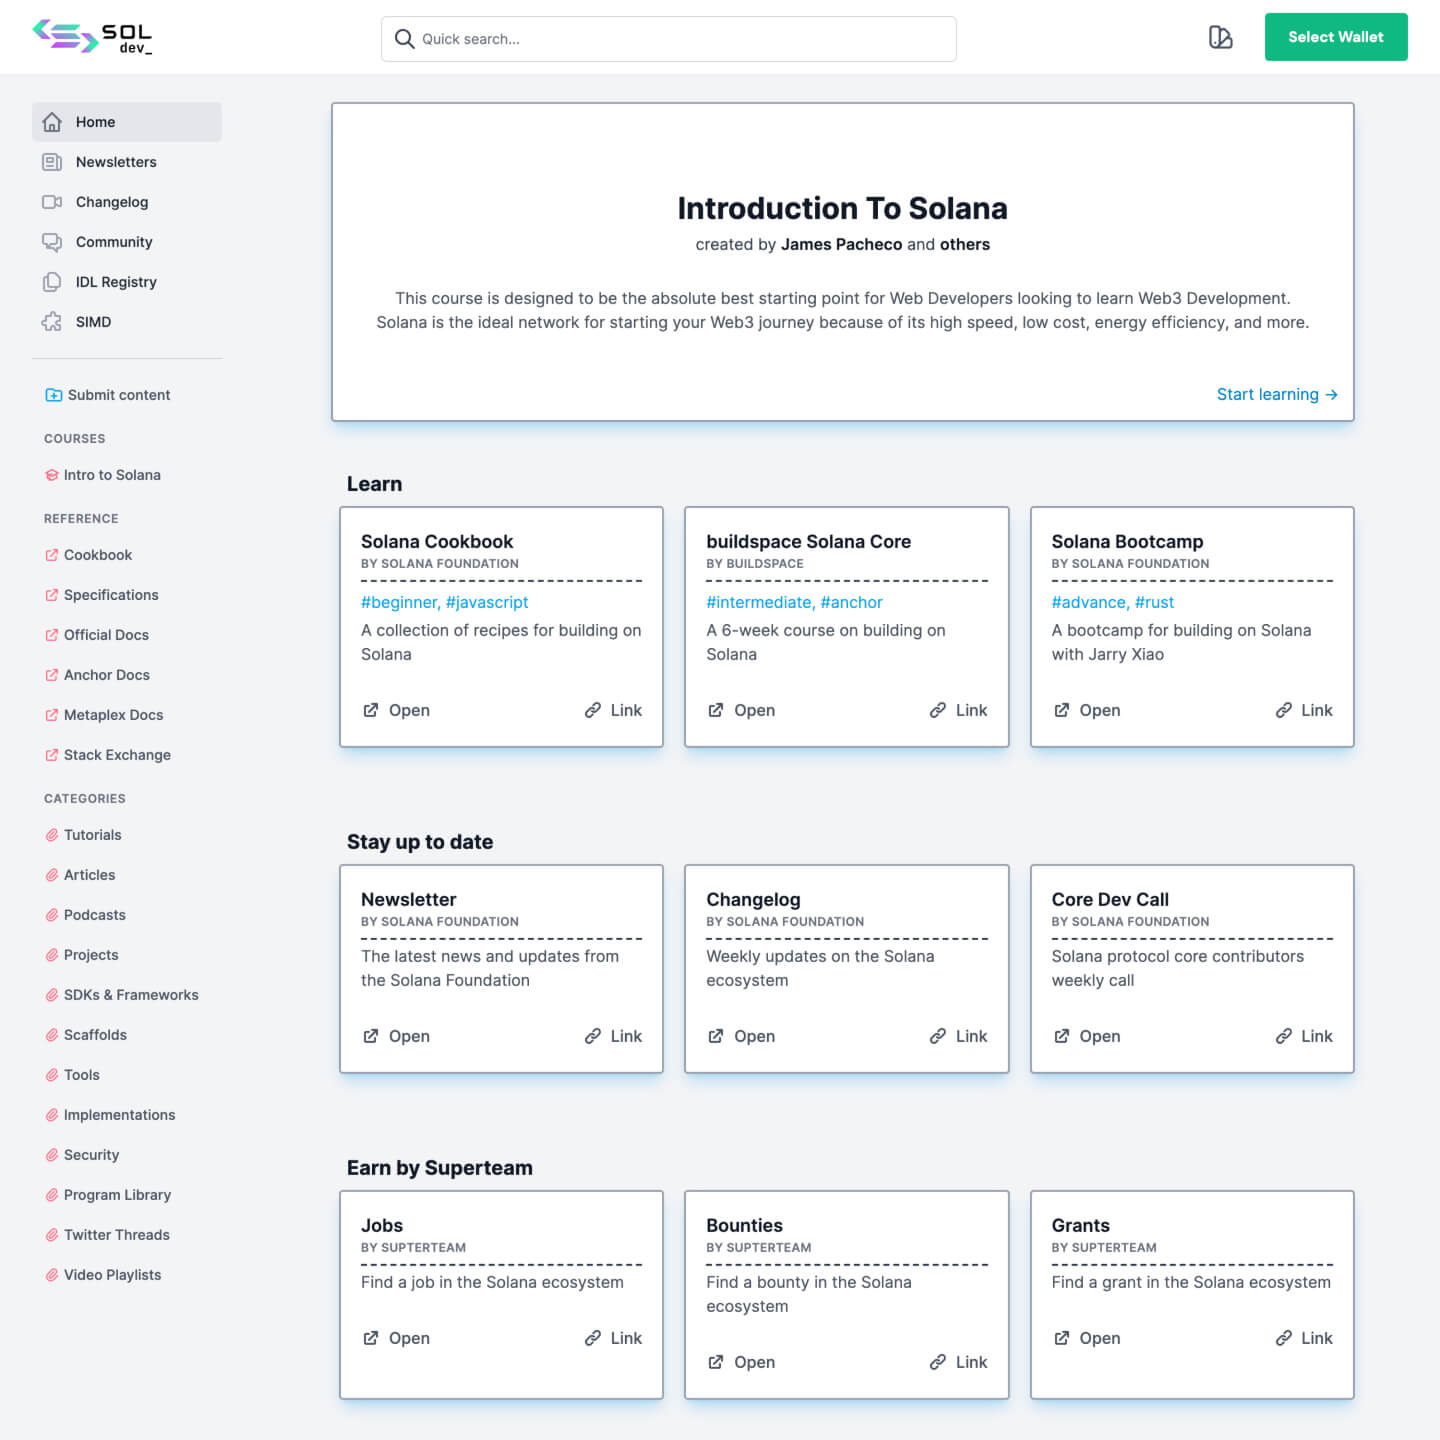 SOL
dev_
Quick search...
Select Wallet
Home
Newsletters
Changelog
Community
IDL Registry
SIMD
Submit content
COURSES
Intro to Solana
REFERENCE
Cookbook
Specifications
Official Docs
Anchor Docs
Metaplex Docs
Stack Exchange
CATEGORIES
Tutorials
Articles
Podcasts
Projects
SDKs & Frameworks
Scaffolds
Tools
Implementations
Security
Program Library
Twitter Threads
Video Playlists
Introduction To Solana
created by James Pacheco and others
This course is designed to be the absolute best starting point for Web Developers looking to learn Web3 Development.
Solana is the ideal network for starting your Web3 journey because of its high speed, low cost, energy efficiency, and more.
Start learning →
Learn
Solana Cookbook
BY SOLANA FOUNDATION
#beginner, #javascript
A collection of recipes for building on
Solana
Open Link
buildspace Solana Core
BY BUILDSPACE
#intermediate, #anchor
A 6-week course on building on
Solana
Open Link
Solana Bootcamp
BY SOLANA FOUNDATION
#advance, #rust
A bootcamp for building on Solana
with Jarry Xiao
Open Link
Stay up to date
Newsletter
BY SOLANA FOUNDATION
The latest news and updates from
the Solana Foundation
Open Link
Changelog
BY SOLANA FOUNDATION
Weekly updates on the Solana
ecosystem
Open Link
Core Dev Call
BY SOLANA FOUNDATION
Solana protocol core contributors
weekly call
Open Link
Earn by Superteam
Jobs
BY SUPTERTEAM
Find a job in the Solana ecosystem
Open Link
Bounties
BY SUPTERTEAM
Find a bounty in the Solana
ecosystem
Open Link
Grants
BY SUPTERTEAM
Find a grant in the Solana ecosystem
Open Link